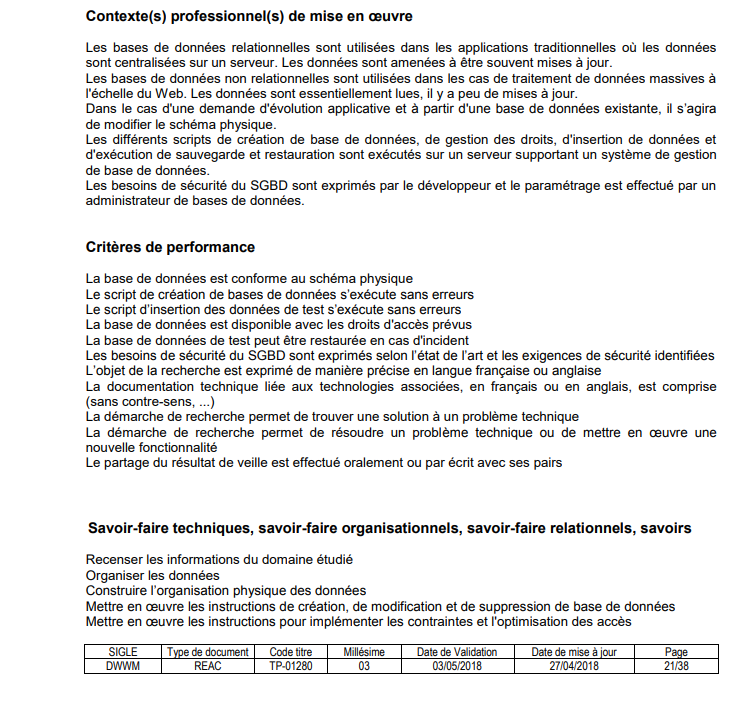 Contexte(s) professionnel(s) de mise en œuvre
Les bases de données relationnelles sont utilisées dans les applications traditionnelles où les données
sont centralisées sur un serveur. Les données sont amenées à être souvent mises à jour.
Les bases de données non relationnelles sont utilisées dans les cas de traitement de données massives à
l'échelle du Web. Les données sont essentiellement lues, il y a peu de mises à jour.
Dans le cas d'une demande d'évolution applicative et à partir d'une base de données existante, il s'agira
de modifier le schéma physique.
Les différents scripts de création de base de données, de gestion des droits, d'insertion de données et
d'exécution de sauvegarde et restauration sont exécutés sur un serveur supportant un système de gestion
de base de données.
Les besoins de sécurité du SGBD sont exprimés par le développeur et le paramétrage est effectué par un
administrateur de bases de données.
Critères de performance
La base de données est conforme au schéma physique
Le script de création de bases de données s'exécute sans erreurs
Le script d'insertion des données de test s'exécute sans erreurs
La base de données est disponible avec les droits d'accès prévus
La base de données de test peut être restaurée en cas d'incident
Les besoins de sécurité du SGBD sont exprimés selon l'état de l'art et les exigences de sécurité identifiées
L'objet de la recherche est exprimé de manière précise en langue française ou anglaise
La documentation technique liée aux technologies associées, en français ou en anglais, est comprise
(sans contre-sens, ...)
La démarche de recherche permet de trouver une solution à un problème technique
La démarche de recherche permet de résoudre un problème technique ou de mettre en œuvre une
nouvelle fonctionnalité
Le partage du résultat de veille est effectué oralement ou par écrit avec ses pairs
Savoir-faire techniques, savoir-faire organisationnels, savoir-faire relationnels, savoirs
Recenser les informations du domaine étudié
Organiser les données
Construire l'organisation physique des données
Mettre en œuvre les instructions de création, de modification et de suppression de base de données
Mettre en œuvre les instructions pour implémenter les contraintes et l'optimisation des accès
SIGLE Type de document Code titre Millésime Date de Validation Date de mise à jour Page
DWWM REAC TP-01280 03 03/05/2018 27/04/2018 21/38